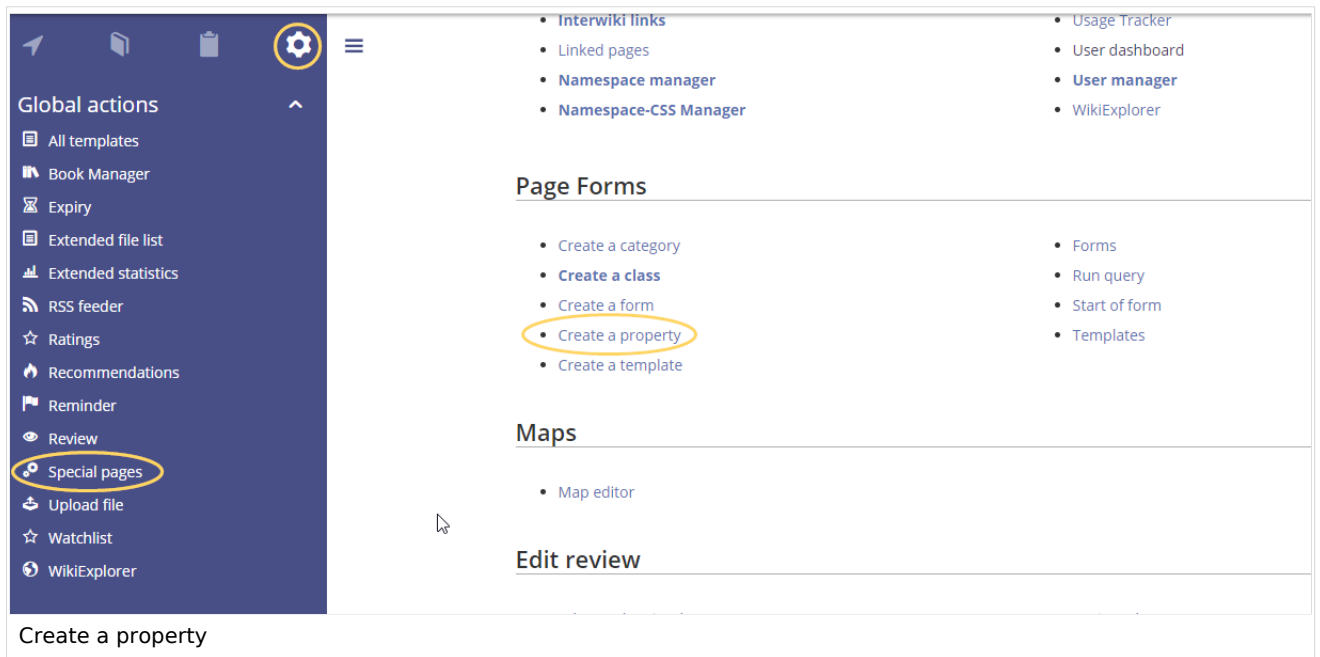 Global actions
All templates
Book Manager
Expiry
Extended file list
Extended statistics
RSS feeder
Ratings
Recommendations
Reminder
Review
Special pages
Upload file
Watchlist
WikiExplorer
Interwiki links
Linked pages
Namespace manager
Namespace-CSS Manager
Usage Tracker
User dashboard
User manager
WikiExplorer
Page Forms
Create a category
Create a class
Create a form
Create a property
Create a template
Forms
Run query
Start of form
Templates
Maps
Map editor
Edit review
Create a property